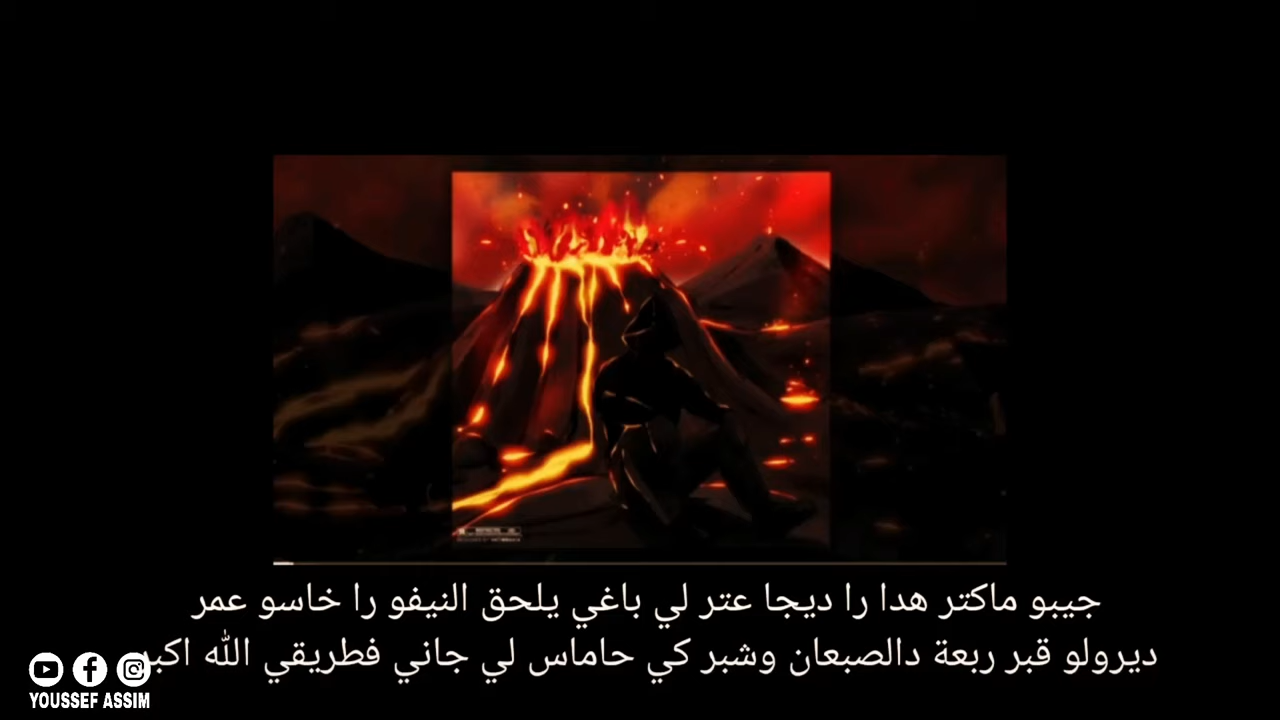 جيبو ماكتر هدا را ديجا عتر لي باغي يلحق النيفو را خاسو عمر
ديرولو قبر ربعة دالصبعان وشبر كي حاماس لي جاني فطريقي الله اكبر
YOUSSEF ASSIM